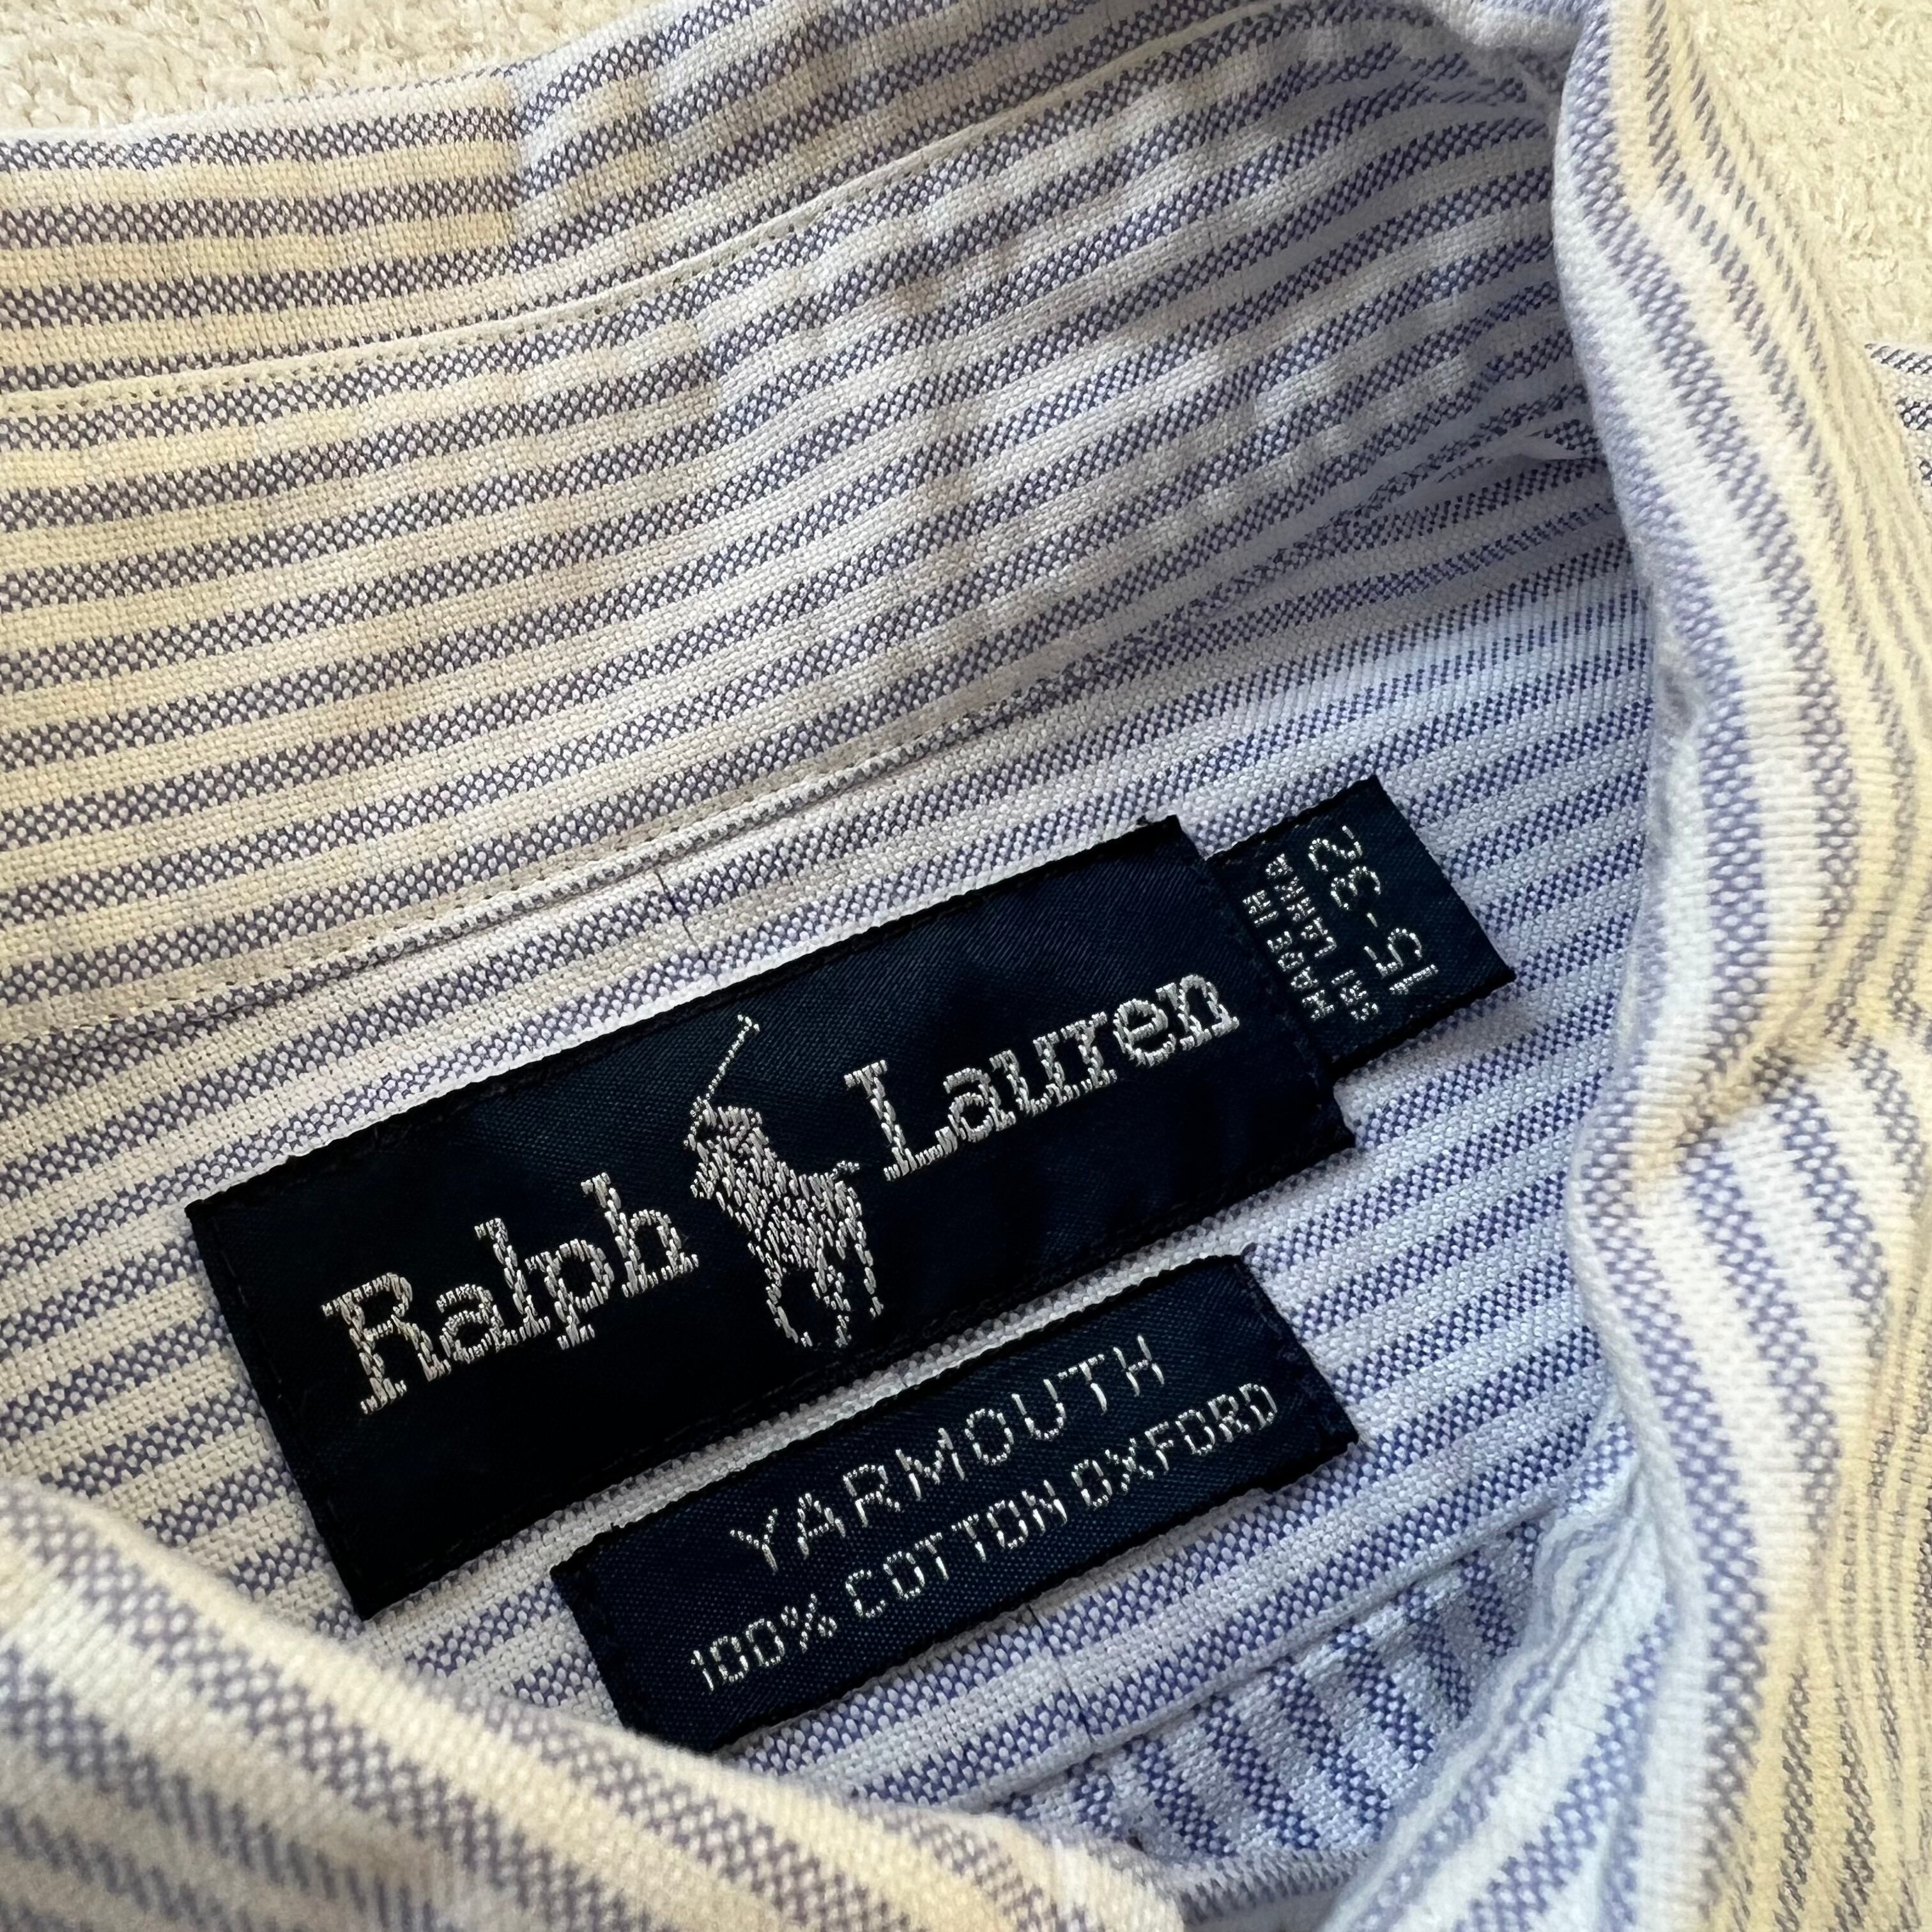 Ralph Lauren
MADE IN
SRI LANKA
15-32
YARMOUTH
100% COTTON OXFORD